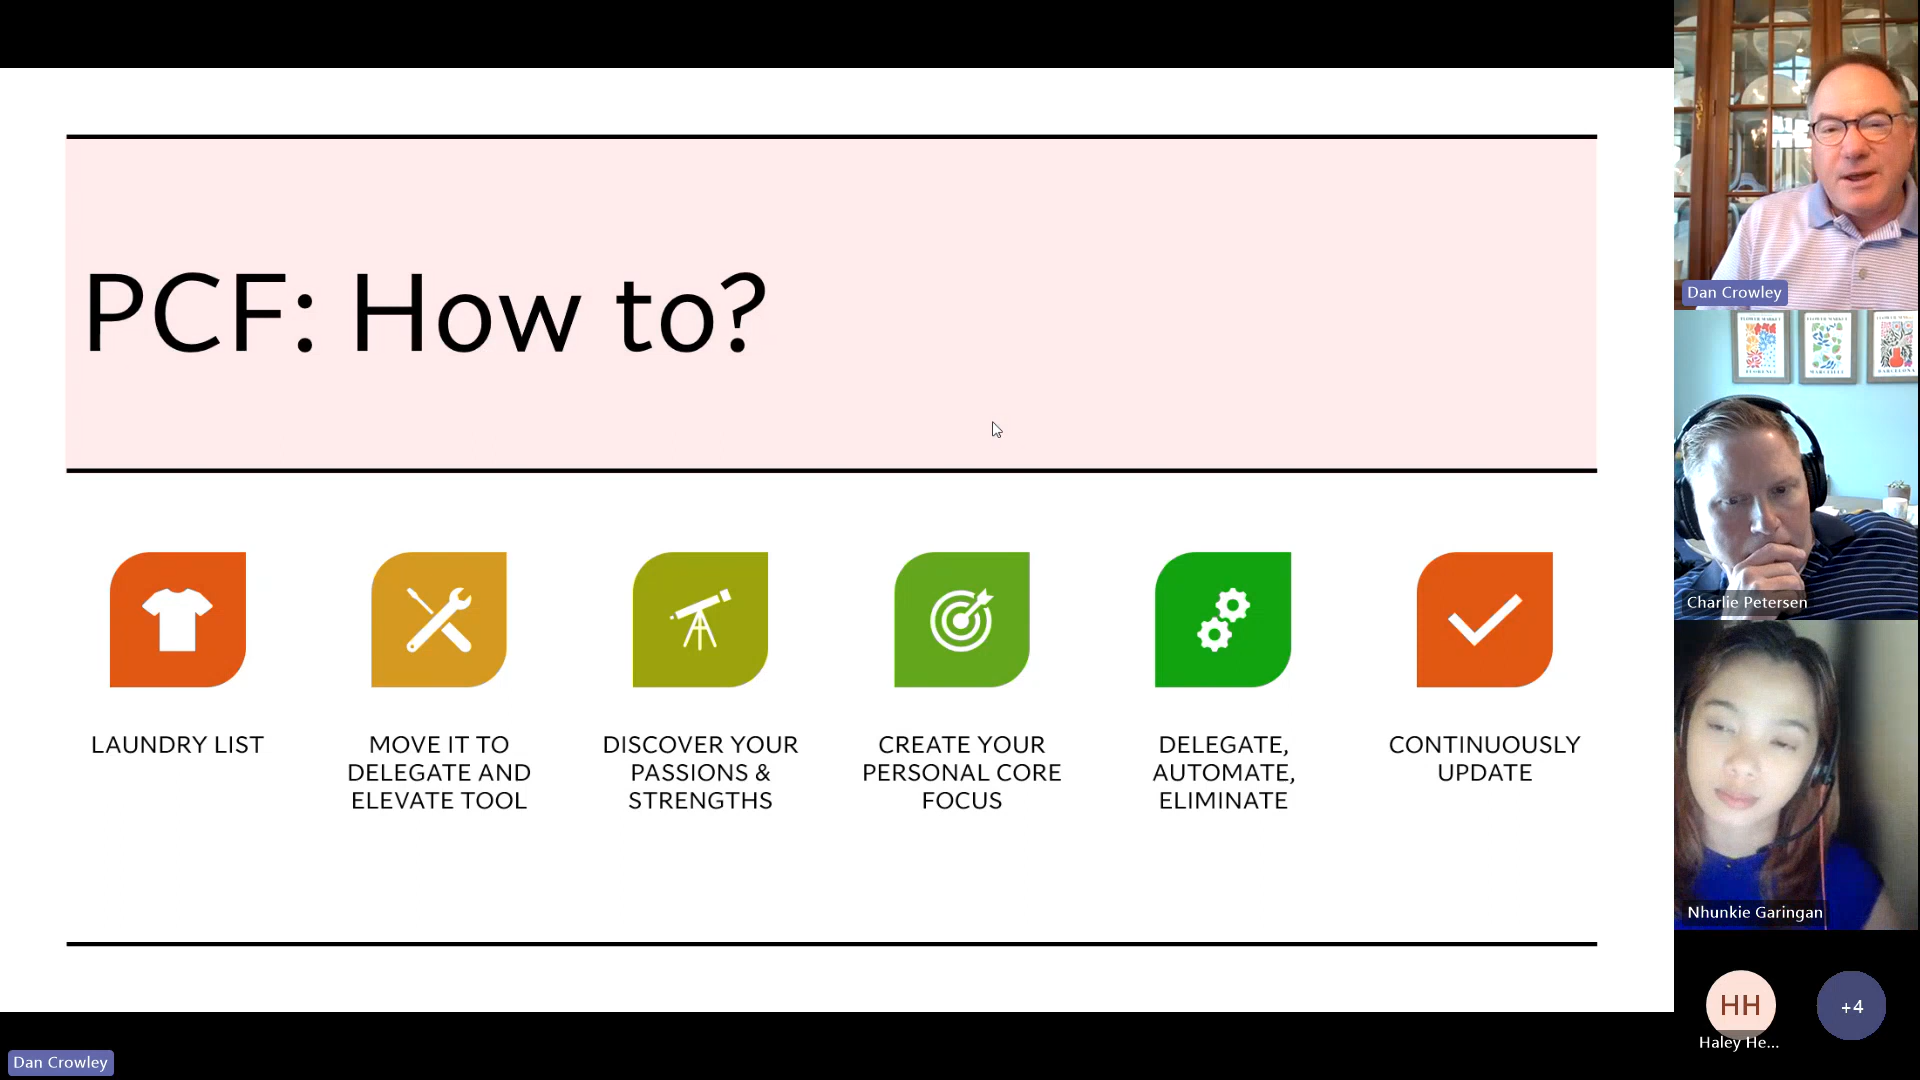 PCF: How to?
LAUNDRY LIST
MOVE IT TO
DELEGATE AND
ELEVATE TOOL
DISCOVER YOUR
PASSIONS &
STRENGTHS
CREATE YOUR
PERSONAL CORE
FOCUS
DELEGATE,
AUTOMATE,
ELIMINATE
CONTINUOUSLY
UPDATE
Dan Crowley
Dan Crowley
Charlie Petersen
Nhunkie Garingan
HH
Haley He...
+4